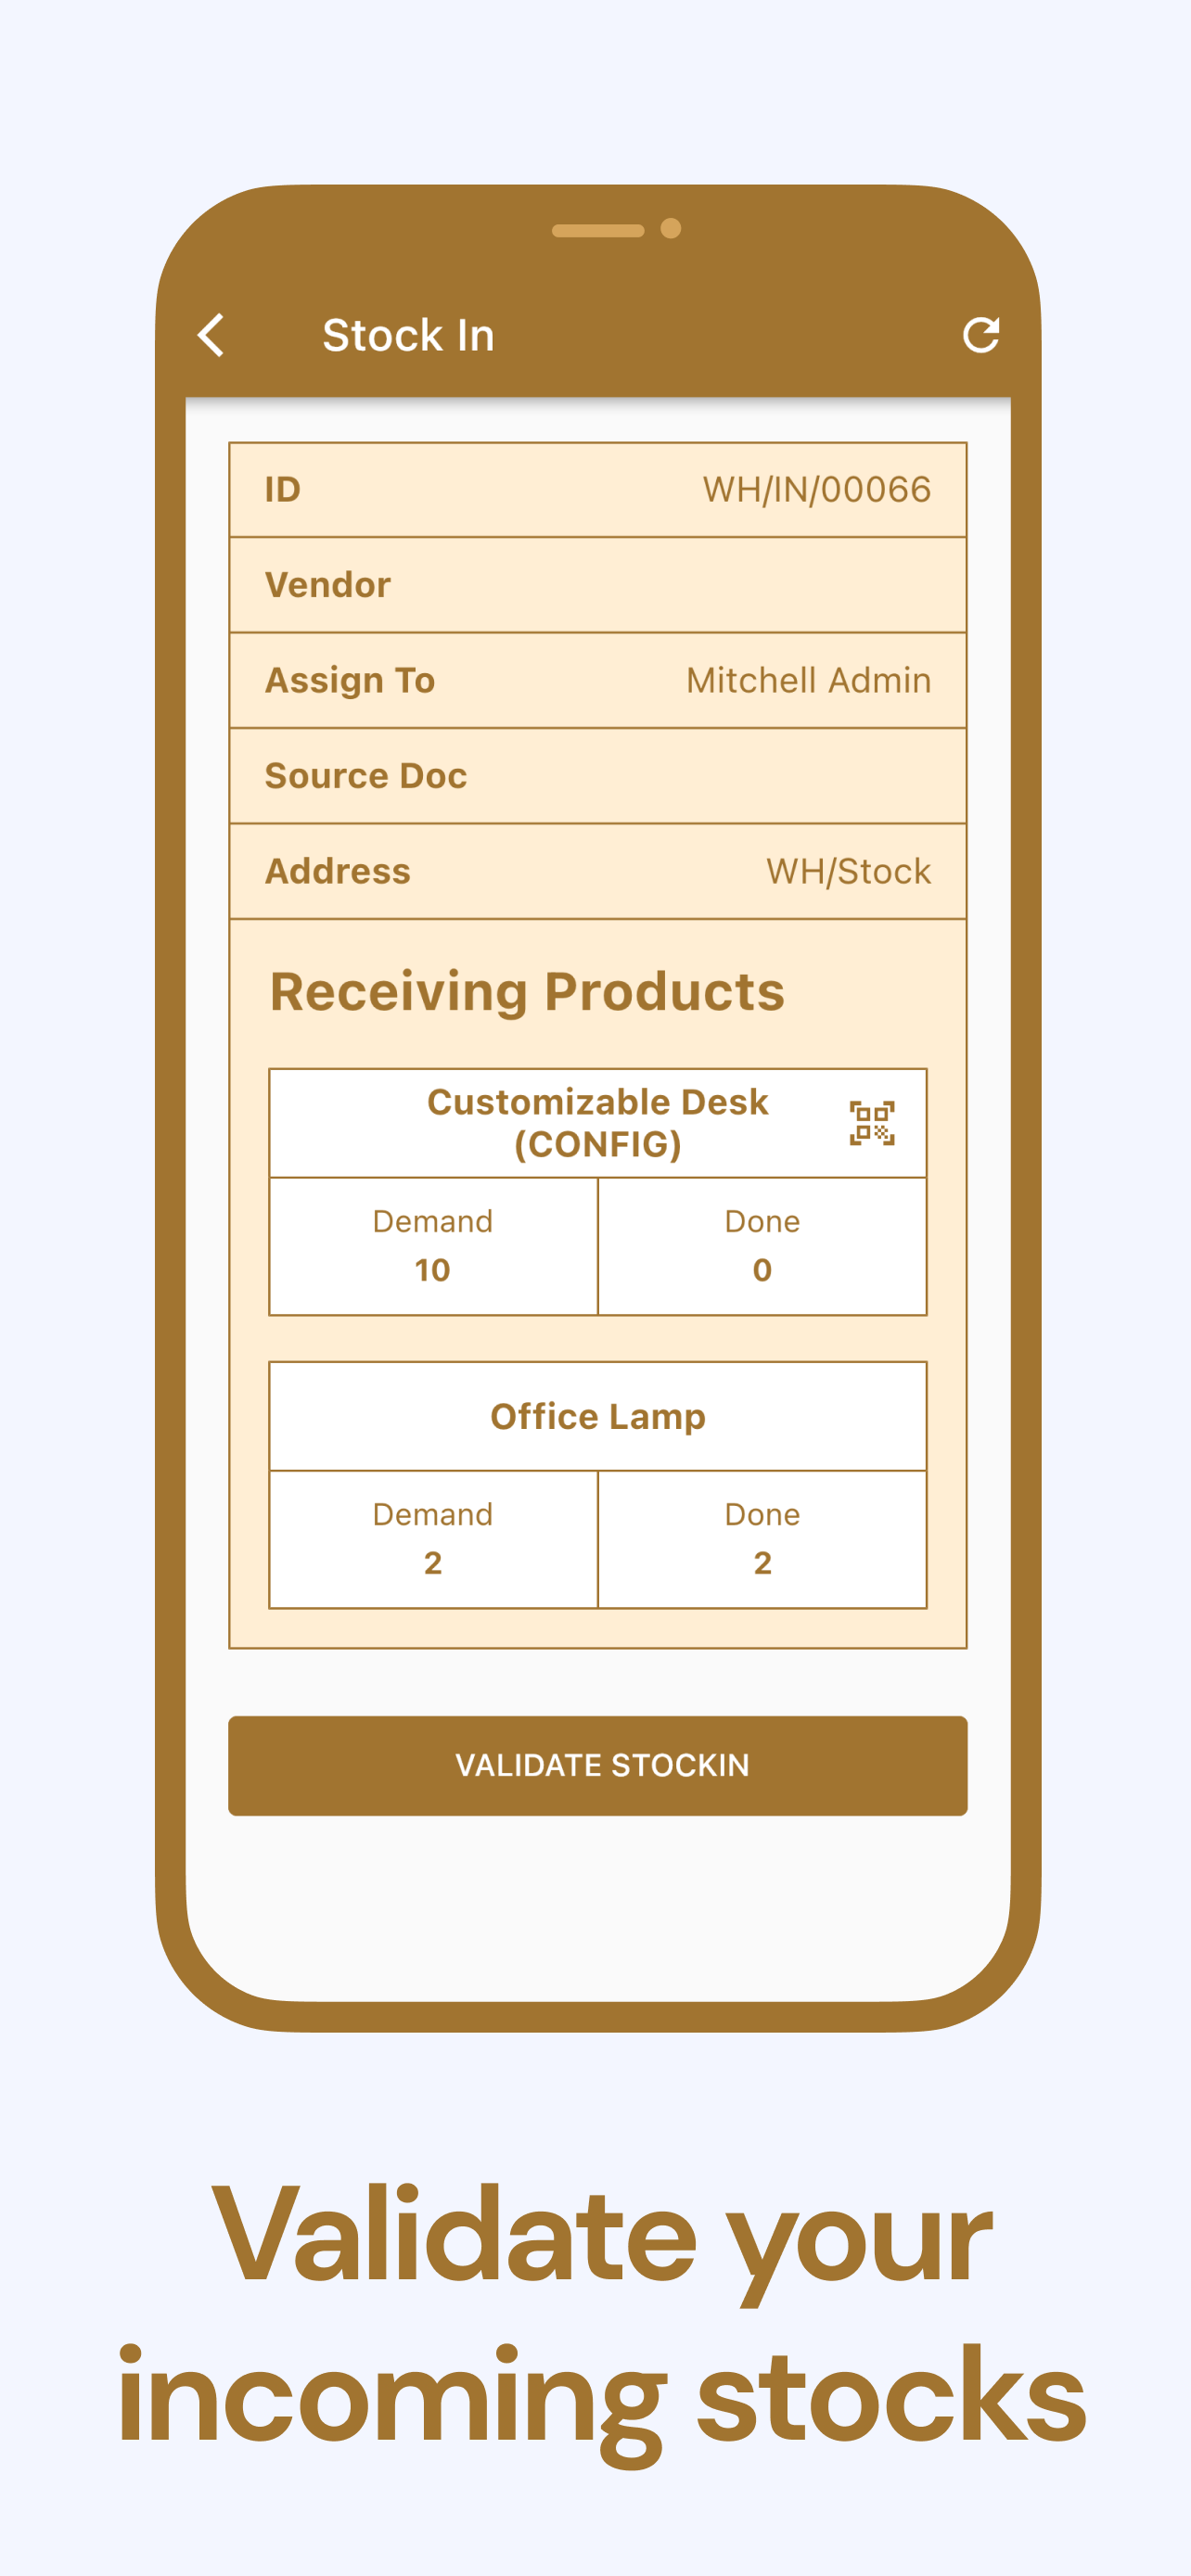 Stock In
ID WH/IN/00066
Vendor
Assign To Mitchell Admin
Source Doc
Address WH/Stock
Receiving Products
Customizable Desk
(CONFIG)
Demand Done
10 0
Office Lamp
Demand Done
2 2
VALIDATE STOCKIN
Validate your
incoming stocks